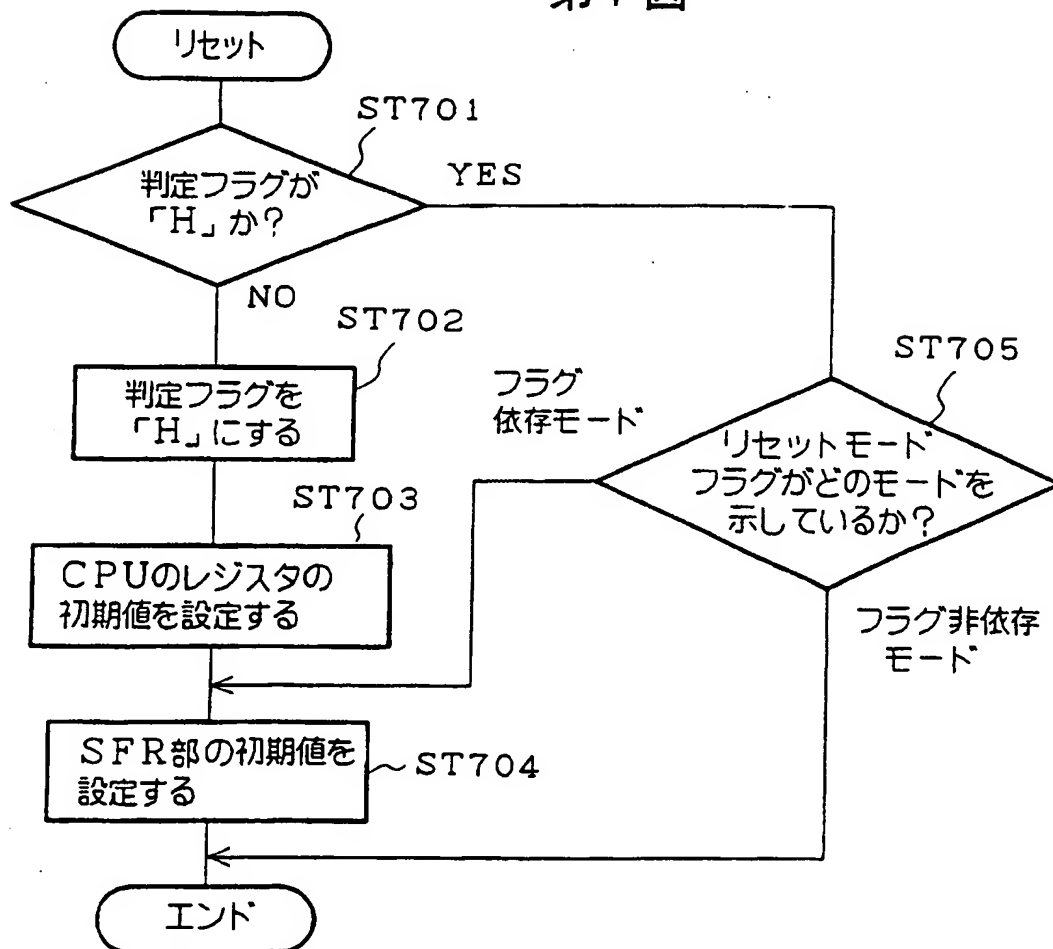 リセット
ST701
判定フラグが
「H」か?
YES
NO
ST702
判定フラグを
「H」にする
ST703
CPUのレジスタの
初期値を設定する
SFR部の初期値を
設定する
ST704
エンド
ST705
フラグ
依存モード
リセットモード
フラグがどのモードを
示しているか?
フラグ非依存
モード